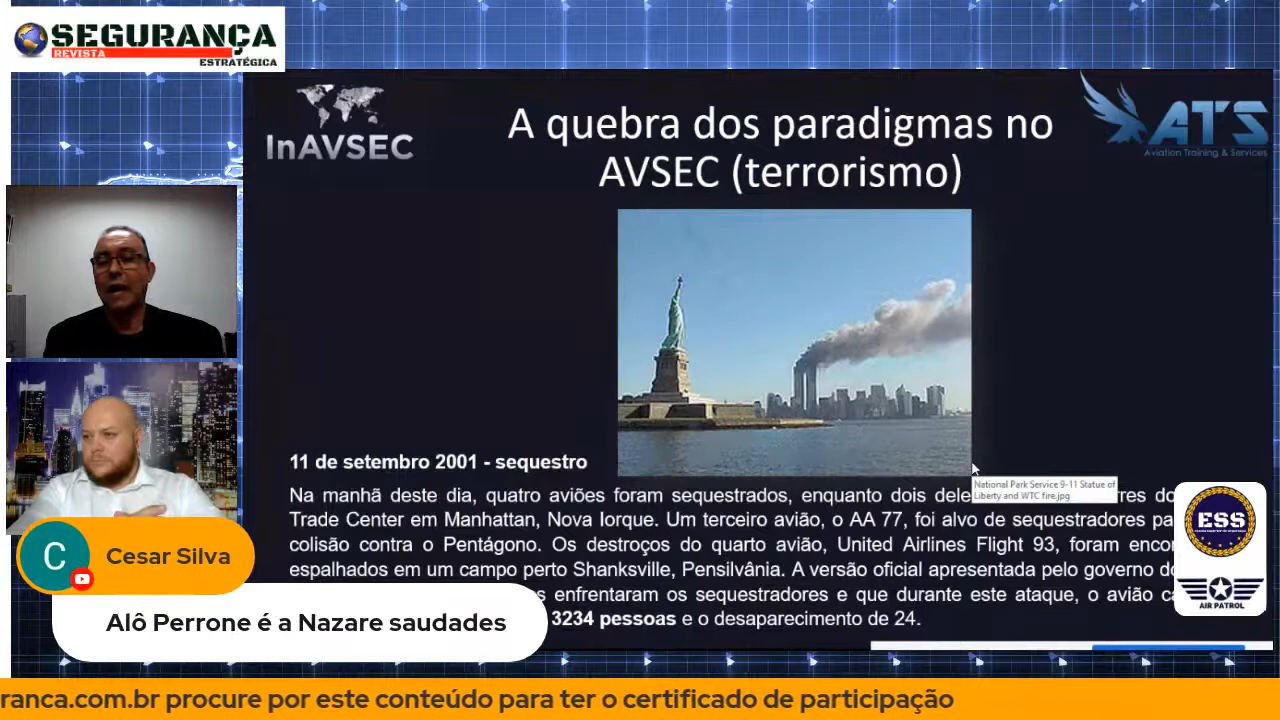 SEGURANÇA
REVISTA
ESTRATÉGICA
InAVSEC
A quebra dos paradigmas no
AVSEC (terrorismo)
ATS
Aviation Training & Services
11 de setembro 2001 - sequestro
National Park Service 9-11 Statue of
Liberty and WTC fire.jpg
Na manhã deste dia, quatro aviões foram sequestrados, enquanto dois dele rres do
Trade Center em Manhattan, Nova Iorque. Um terceiro avião, o AA 77, foi alvo de sequestradores pa
colisão contra o Pentágono. Os destroços do quarto avião, United Airlines Flight 93, foram encor
espalhados em um campo perto Shanksville, Pensilvânia. A versão oficial apresentada pelo governo do
s enfrentaram os sequestradores e que durante este ataque, o avião ca
3234 pessoas e o desaparecimento de 24.
ESS
AIR PATROL
C
Cesar Silva
Alô Perrone é a Nazare saudades
ranca.com.br procure por este conteúdo para ter o certificado de participação